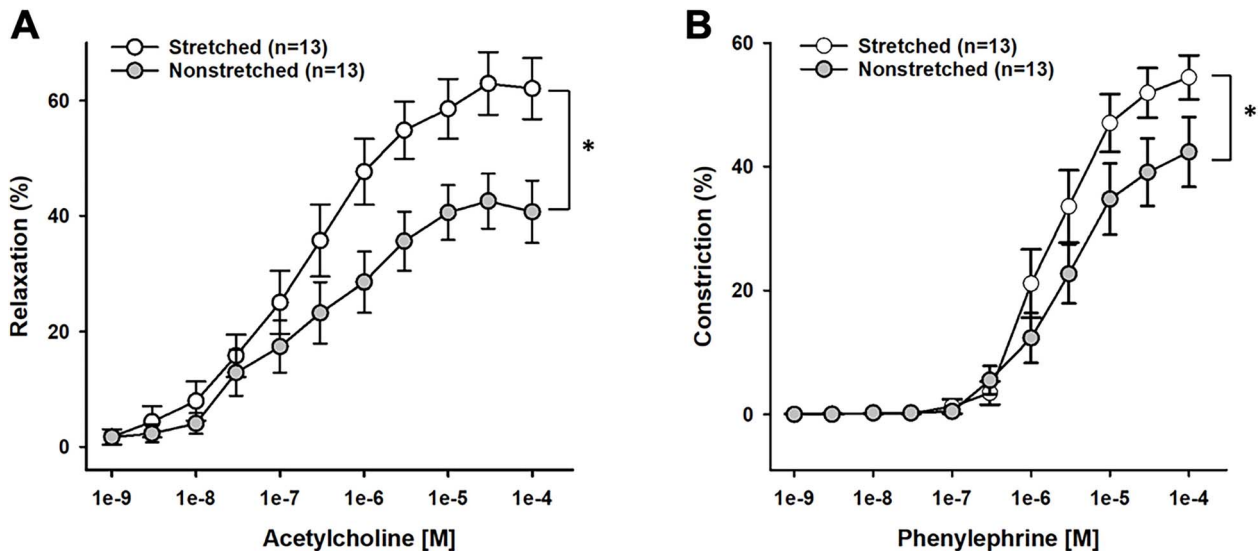 A
Stretched (n=13)
Nonstretched (n=13)
60
40
20
0
Relaxation (%)
*
1e-9 1e-8 1e-7 1e-6 1e-5 1e-4
Acetylcholine [M]
B
Stretched (n=13)
Nonstretched (n=13)
60
40
20
0
Constriction (%)
*
1e-9 1e-8 1e-7 1e-6 1e-5 1e-4
Phenylephrine [M]